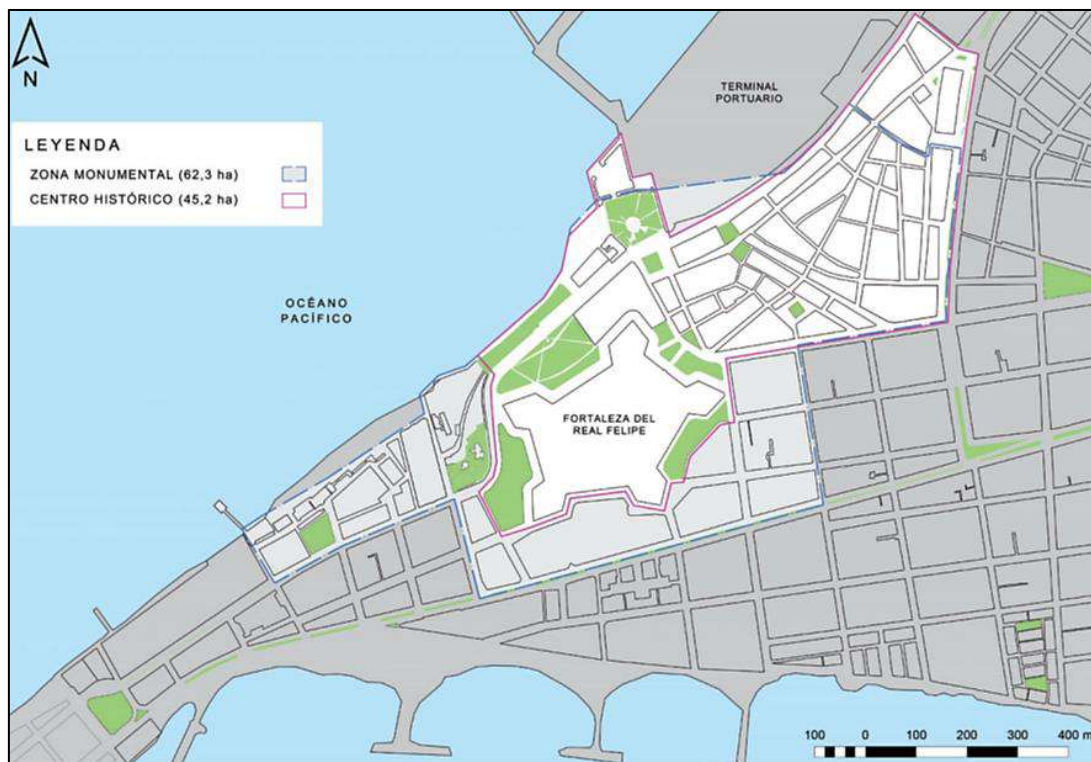 N
LEYENDA
ZONA MONUMENTAL (62,3 ha)
CENTRO HISTÓRICO (45,2 ha)
TERMINAL
PORTUARIO
OCÉANO
PACÍFICO
FORTALEZA DEL
REAL FELIPE
100 0 100 200 300 400 m